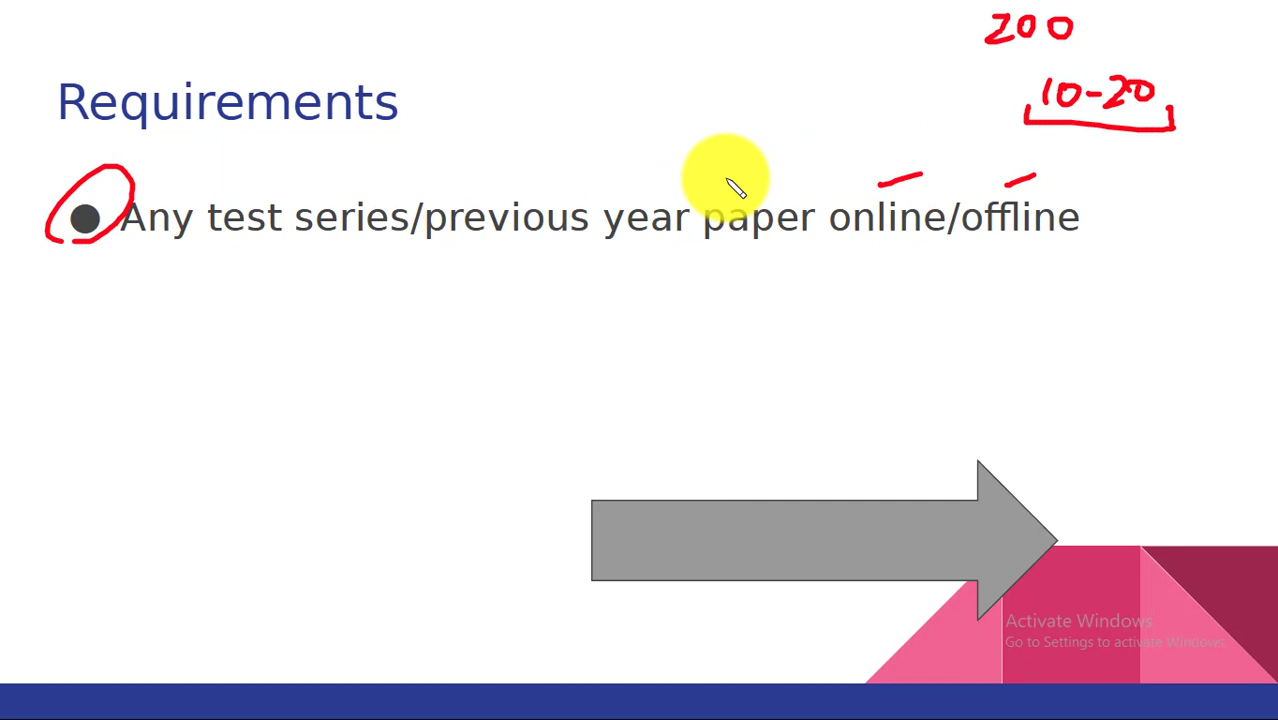 200
10-20
Requirements
● Any test series/previous year paper online/offline
Activate Windows
Go to Settings to activate Windows.